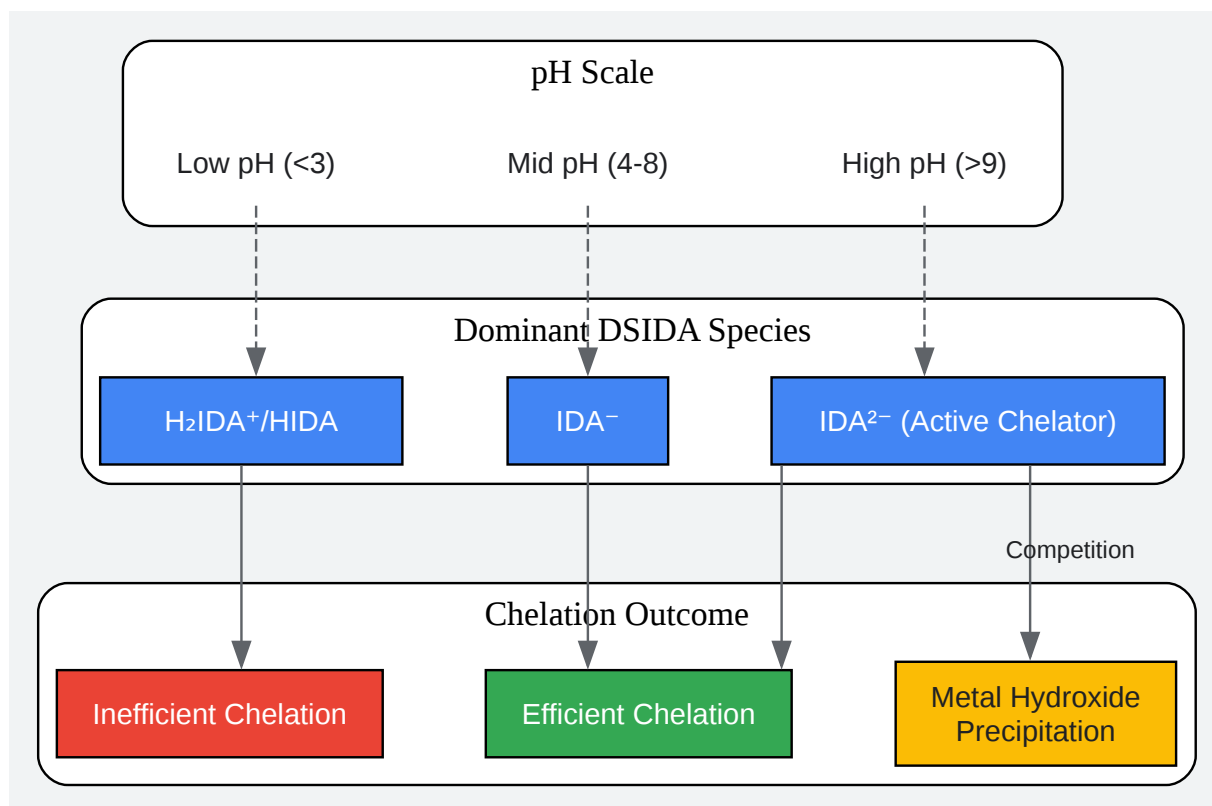 pH Scale
Low pH (<3)
Mid pH (4-8)
High pH (>9)
Dominant DSIDA Species
H₂IDA⁺/HIDA
IDA⁻
IDA²⁻ (Active Chelator)
Competition
Chelation Outcome
Inefficient Chelation
Efficient Chelation
Metal Hydroxide
Precipitation